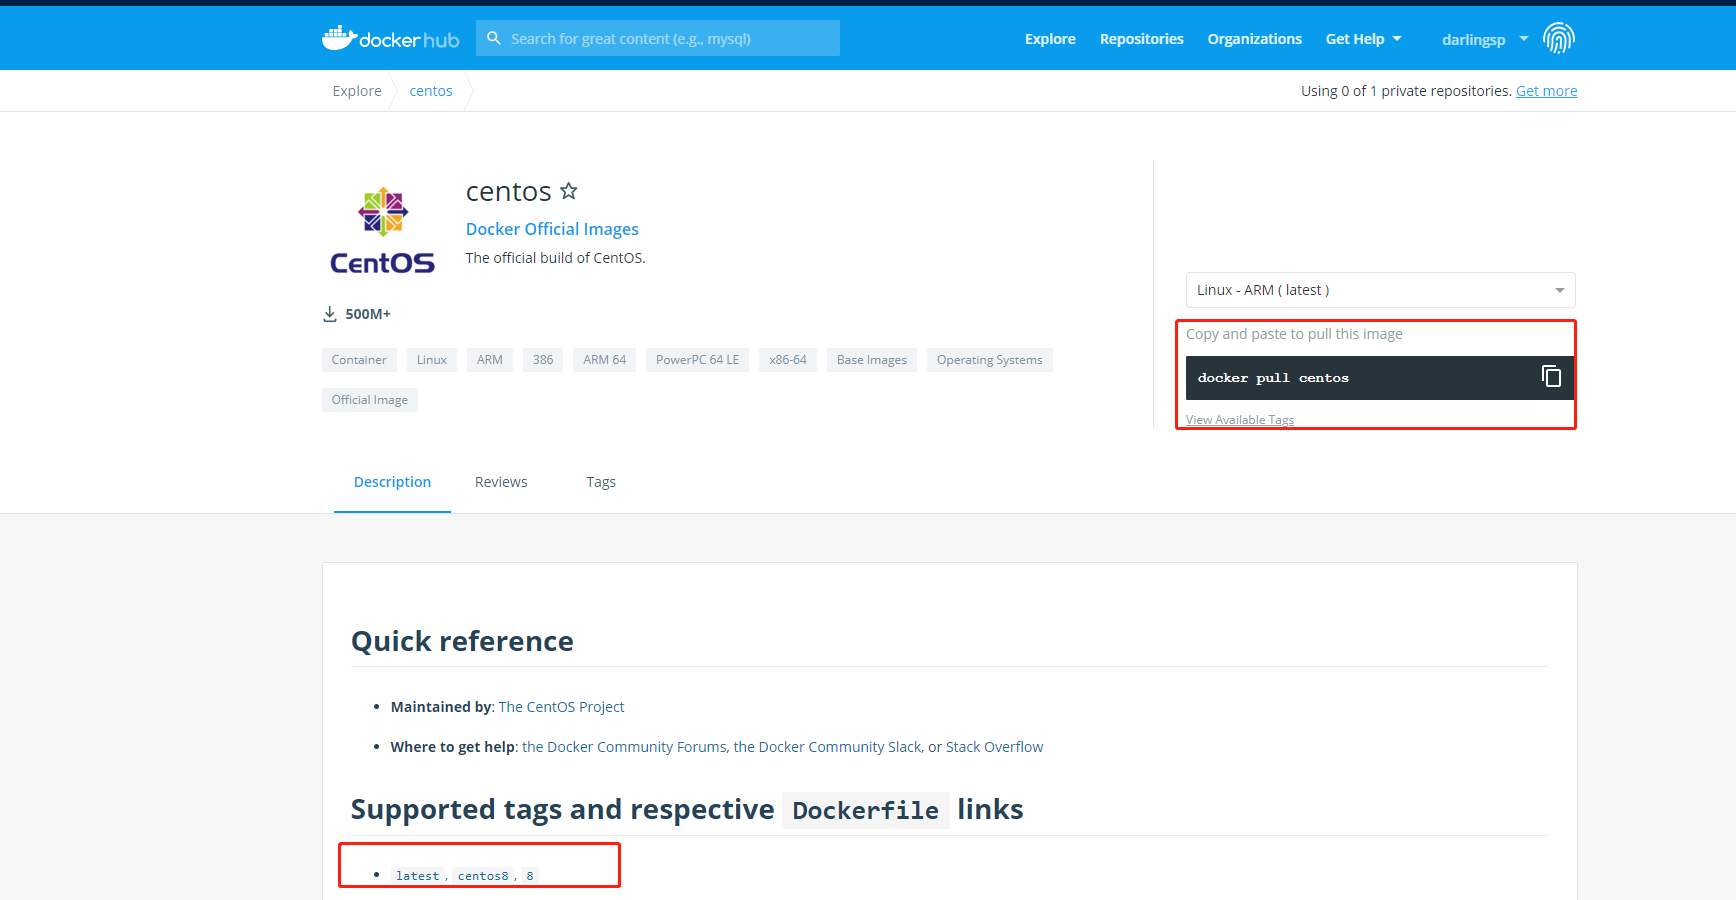 dockerhub Search for great content (e.g., mysql) Explore Repositories Organizations Get Help darlingsp
Explore centos Using 0 of 1 private repositories. Get more
centos
Docker Official Images
CentOS
The official build of CentOS.
500M+
Container Linux ARM 386 ARM 64 PowerPC 64 LE x86-64 Base Images Operating Systems
Official Image
Linux - ARM ( latest )
Copy and paste to pull this image
docker pull centos
View Available Tags
Description Reviews Tags
Quick reference
• Maintained by: The CentOS Project
• Where to get help: the Docker Community Forums, the Docker Community Slack, or Stack Overflow
Supported tags and respective Dockerfile links
• latest, centos8, 8